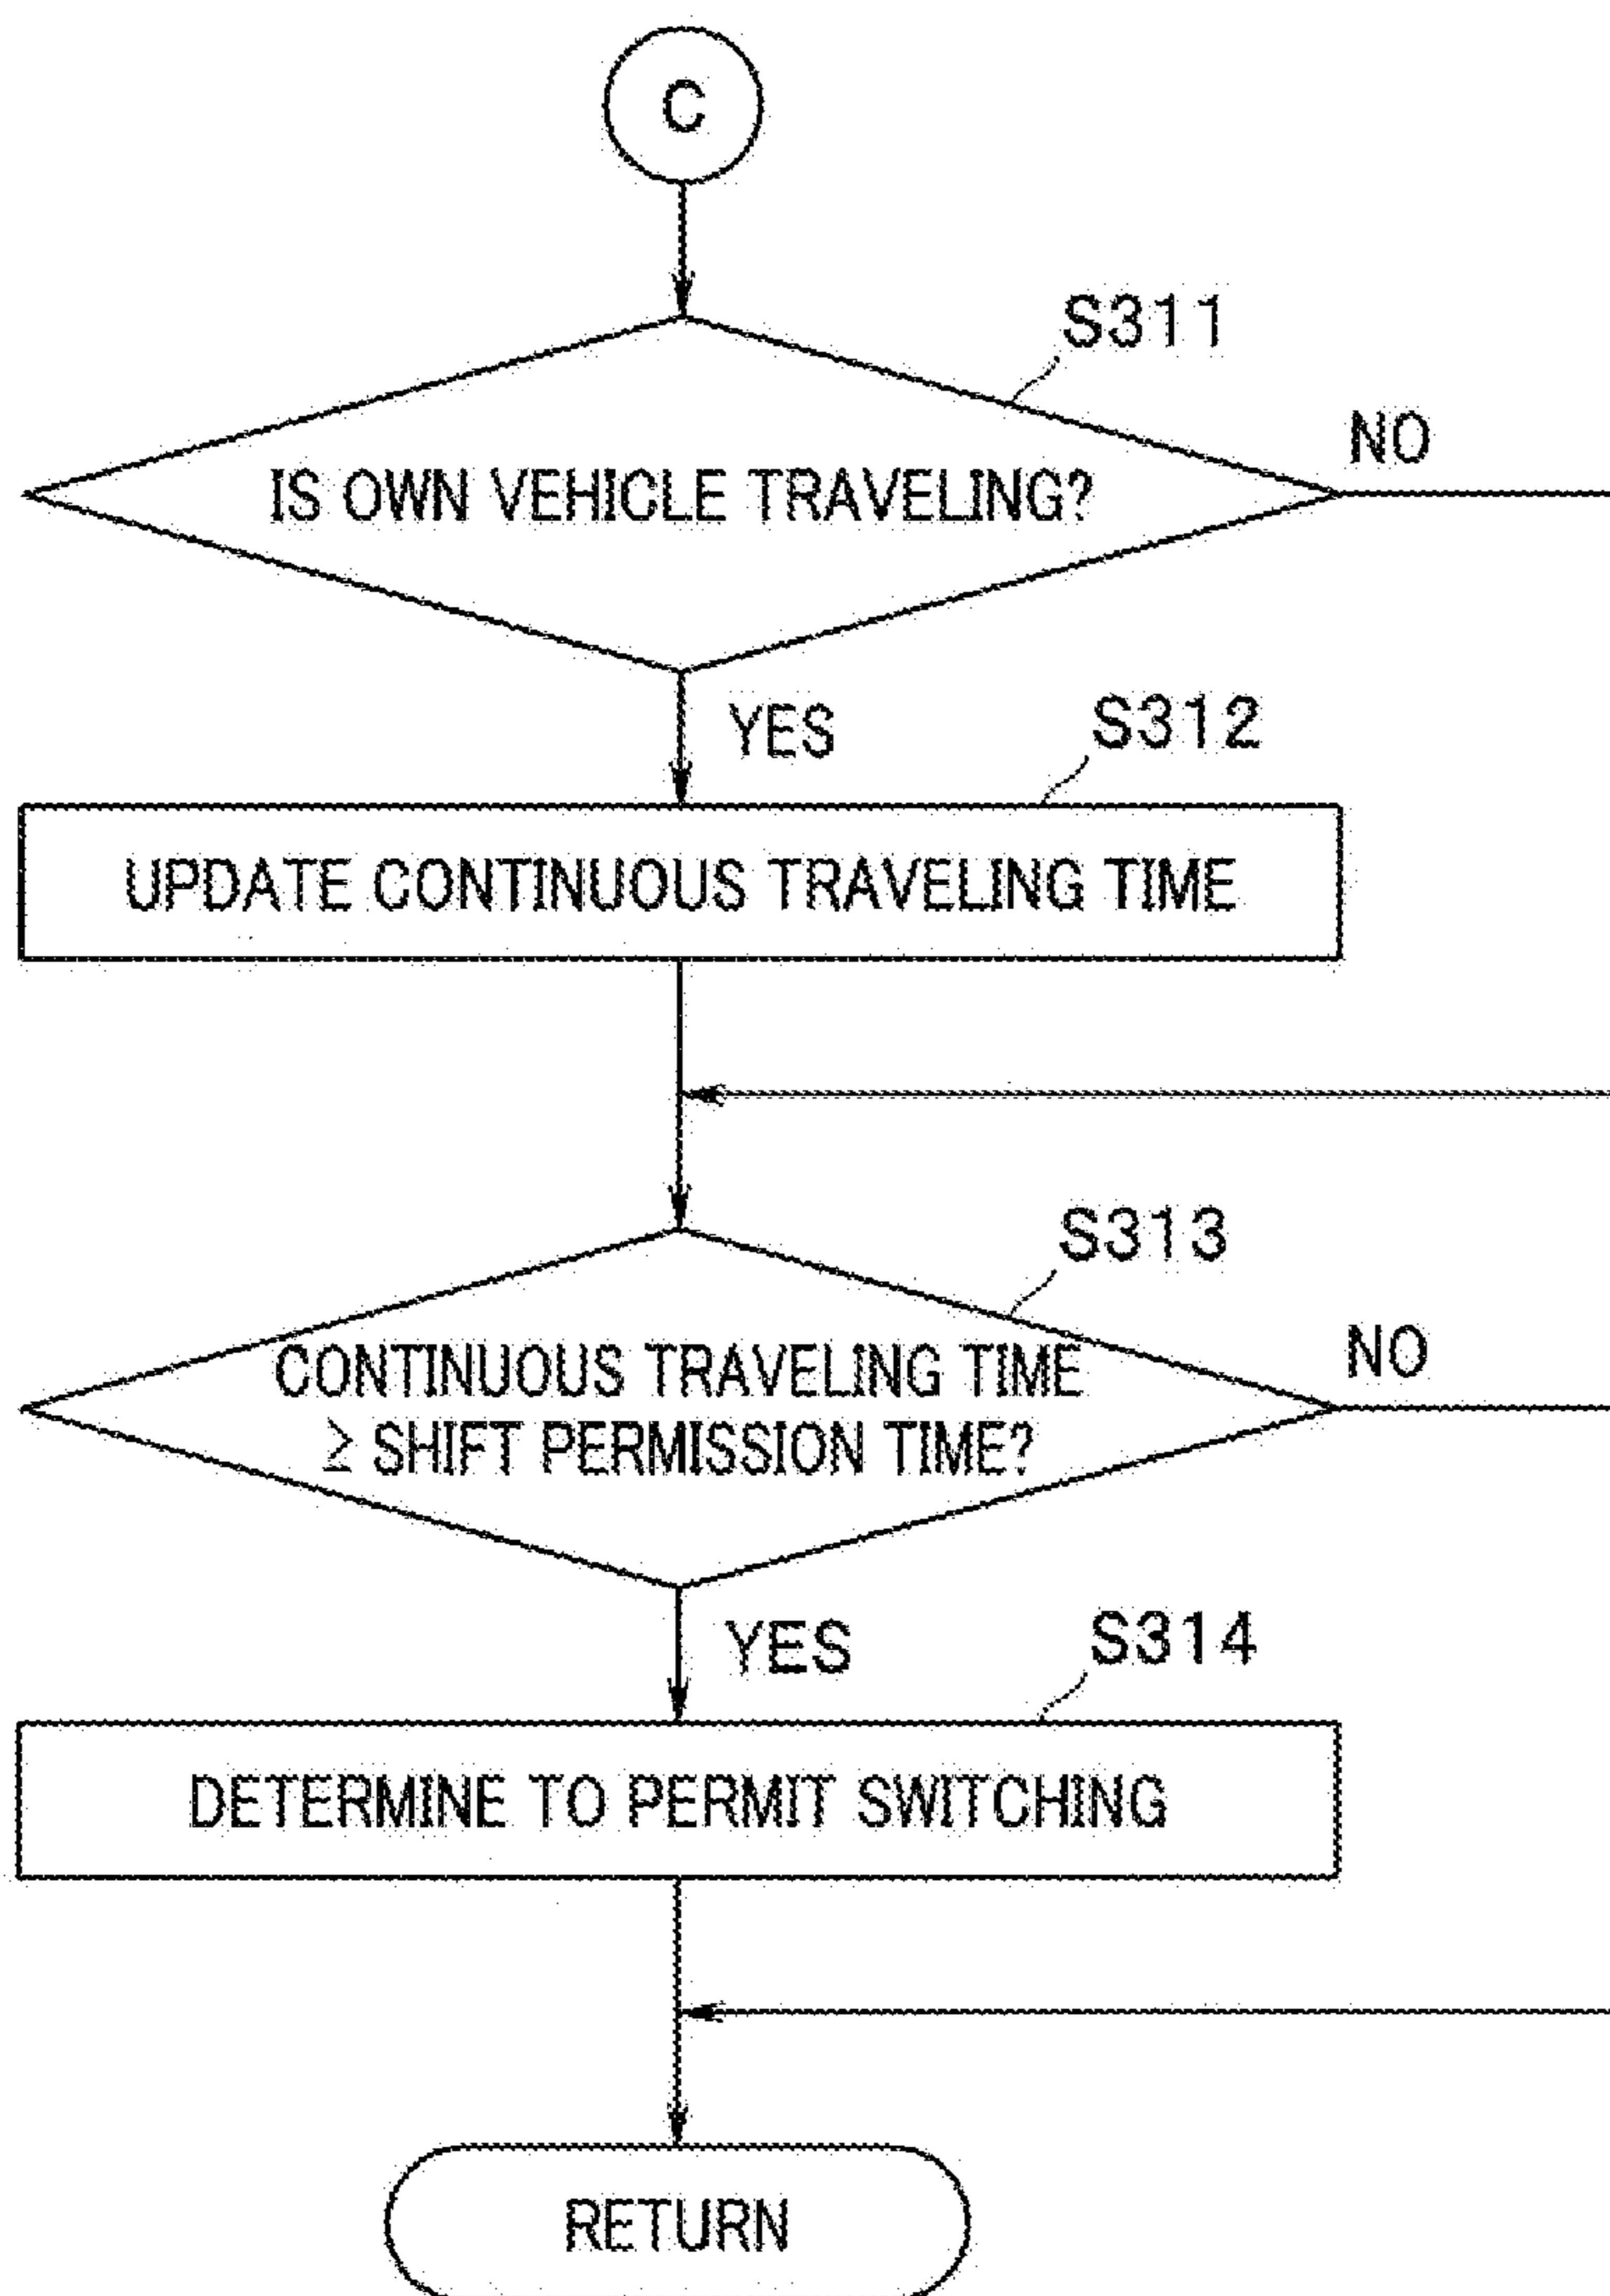 C
S311
IS OWN VEHICLE TRAVELING?
NO
YES
S312
UPDATE CONTINUOUS TRAVELING TIME
S313
CONTINUOUS TRAVELING TIME
≥ SHIFT PERMISSION TIME?
NO
YES
S314
DETERMINE TO PERMIT SWITCHING
RETURN